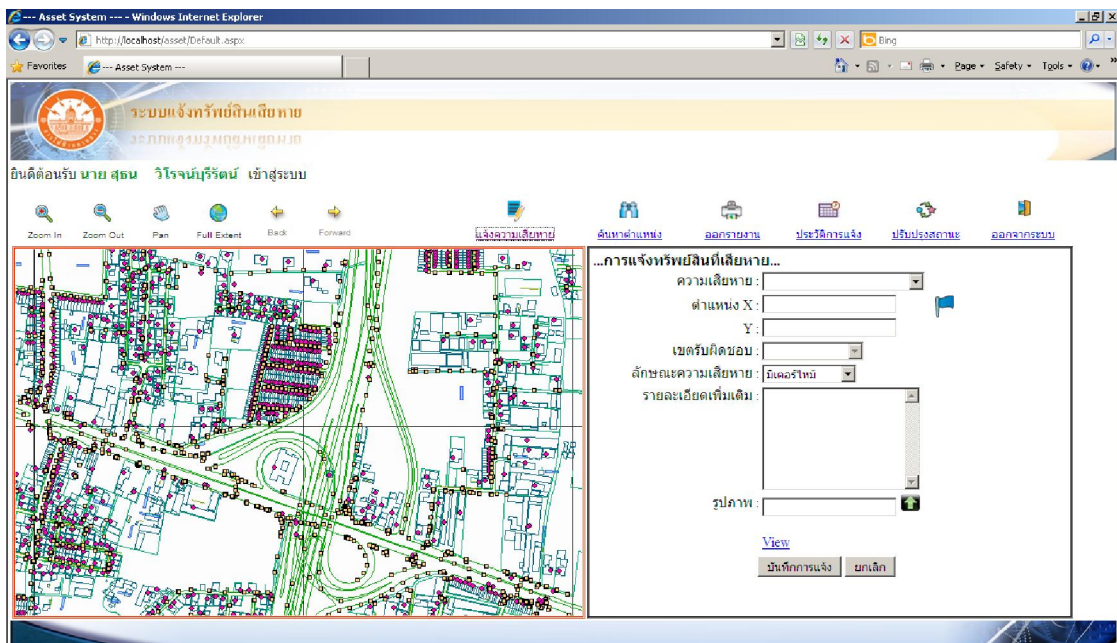 --- Asset System --- - Windows Internet Explorer
http://localhost/asset/Default.aspx
Bing
Favorites
--- Asset System ---
Page
Safety
Tools
ระบบแจ้งทรัพย์สินเสียหาย
ยินดีต้อนรับ นาย สุธน วิโรจน์บุรีรัตน์ เข้าสู่ระบบ
Zoom In
Zoom Out
Pan
Full Extent
Back
Forward
แจ้งความเสียหาย
ค้นหาตำแหน่ง
ออกรายงาน
ประวัติการแจ้ง
ปรับปรุงสถานะ
ออกจากระบบ
...การแจ้งทรัพย์สินที่เสียหาย...
ความเสียหาย :
ตำแหน่ง X :
Y :
เขตรับผิดชอบ :
ลักษณะความเสียหาย : มิเตอร์ไหม้
รายละเอียดเพิ่มเติม :
รูปภาพ :
View
บันทึกการแจ้ง
ยกเลิก